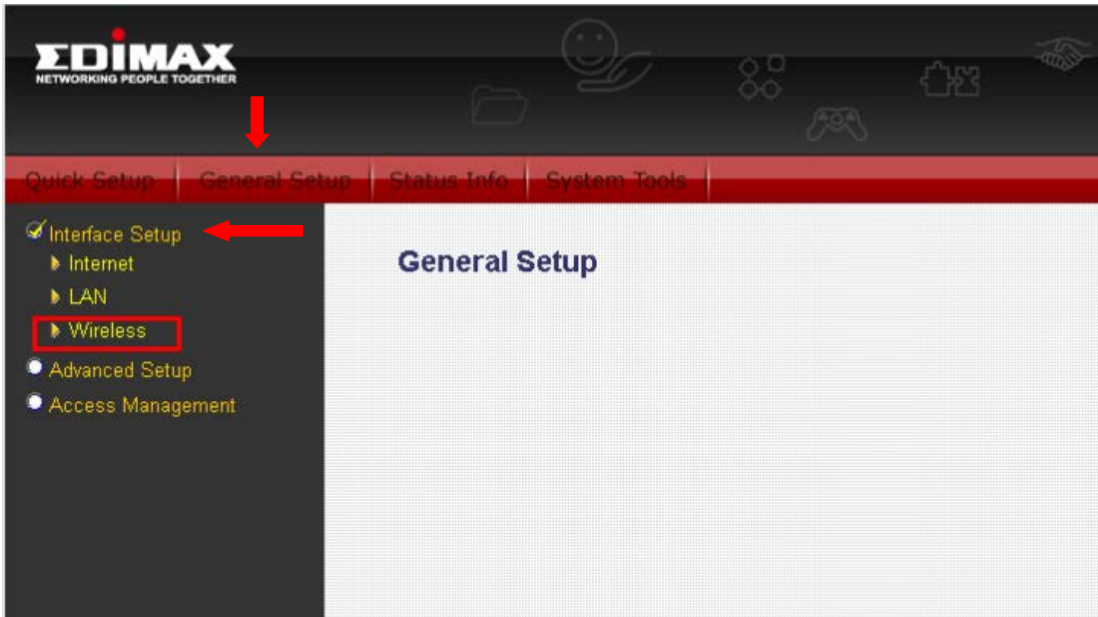 EDIMAX
NETWORKING PEOPLE TOGETHER
Quick Setup General Setup Status Info System Tools
Interface Setup
Internet
LAN
Wireless
Advanced Setup
Access Management
General Setup